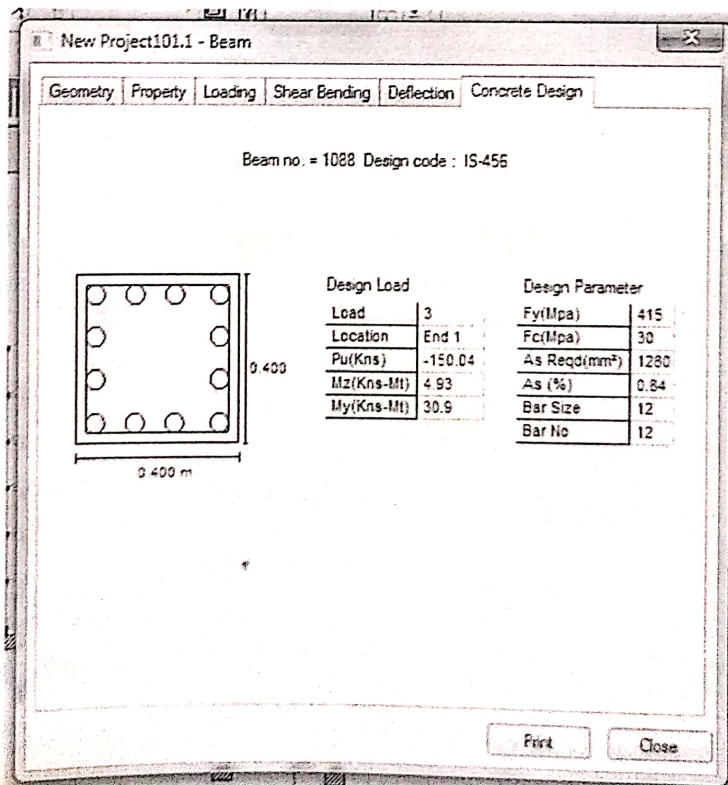 New Project101.1 - Beam
Geometry Property Loading Shear Bending Deflection Concrete Design
Beam no. = 1088 Design code : IS-456
0.400
0.400 m
Design Load
Load 3
Location End 1
Pu(Kns) -150.04
Mz(Kns-Mt) 4.93
My(Kns-Mt) 30.9
Design Parameter
Fy(Mpa) 415
Fc(Mpa) 30
As Reqd(mm²) 1280
As (%) 0.84
Bar Size 12
Bar No 12
Print Close